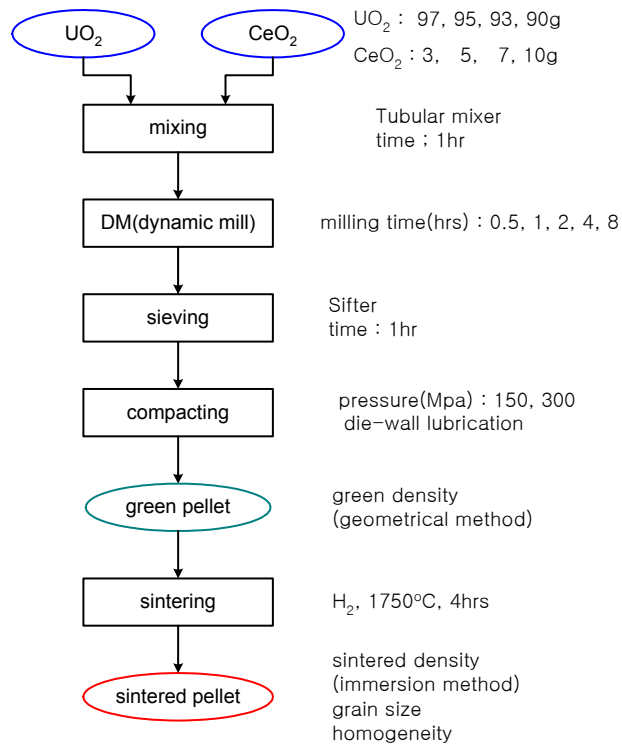 UO₂
CeO₂
UO₂ : 97, 95, 93, 90g
CeO₂ : 3, 5, 7, 10g
mixing
Tubular mixer
time ; 1hr
DM(dynamic mill)
milling time(hrs) : 0.5, 1, 2, 4, 8
sieving
Sifter
time : 1hr
compacting
pressure(Mpa) : 150, 300
die-wall lubrication
green pellet
green density
(geometrical method)
sintering
H₂, 1750°C, 4hrs
sintered pellet
sintered density
(immersion method)
grain size
homogeneity